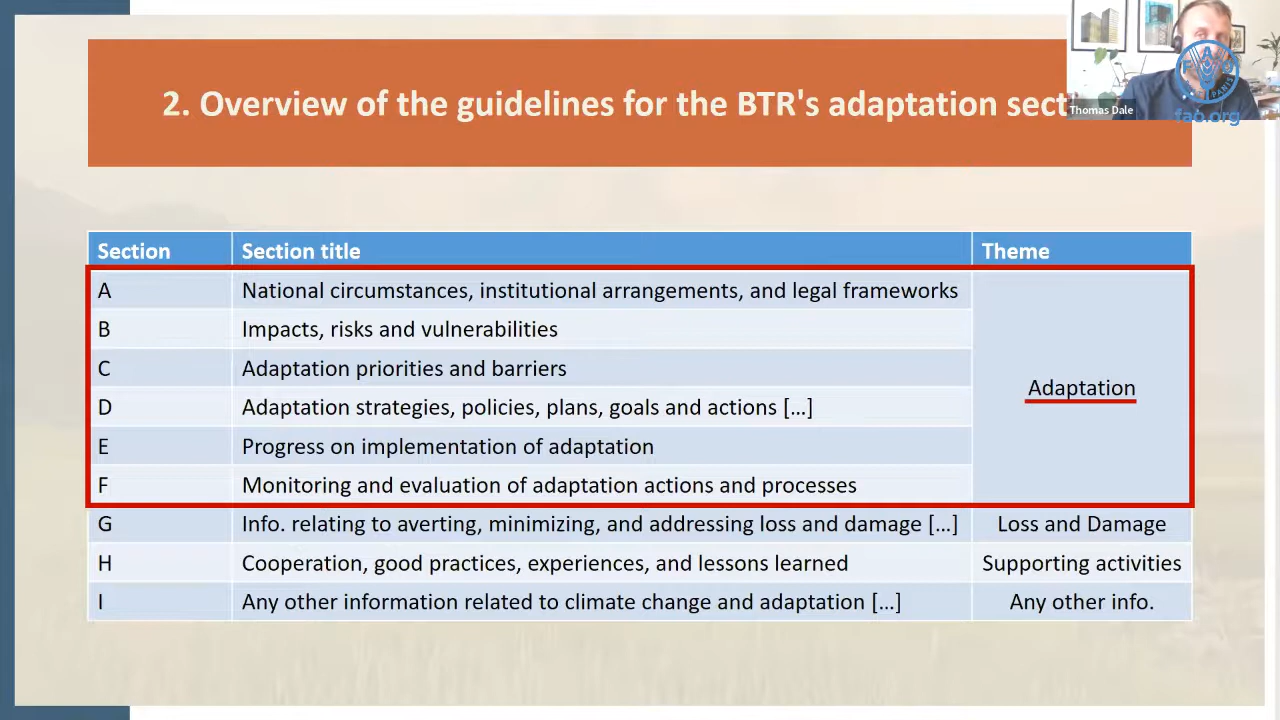 2. Overview of the guidelines for the BTR's adaptation sect
Thomas Dale
FAO
fao.org
Section Section title Theme
A National circumstances, institutional arrangements, and legal frameworks
B Impacts, risks and vulnerabilities
C Adaptation priorities and barriers
Adaptation
D Adaptation strategies, policies, plans, goals and actions [...]
E Progress on implementation of adaptation
F Monitoring and evaluation of adaptation actions and processes
G Info. relating to averting, minimizing, and addressing loss and damage [...] Loss and Damage
H Cooperation, good practices, experiences, and lessons learned Supporting activities
I Any other information related to climate change and adaptation [...] Any other info.